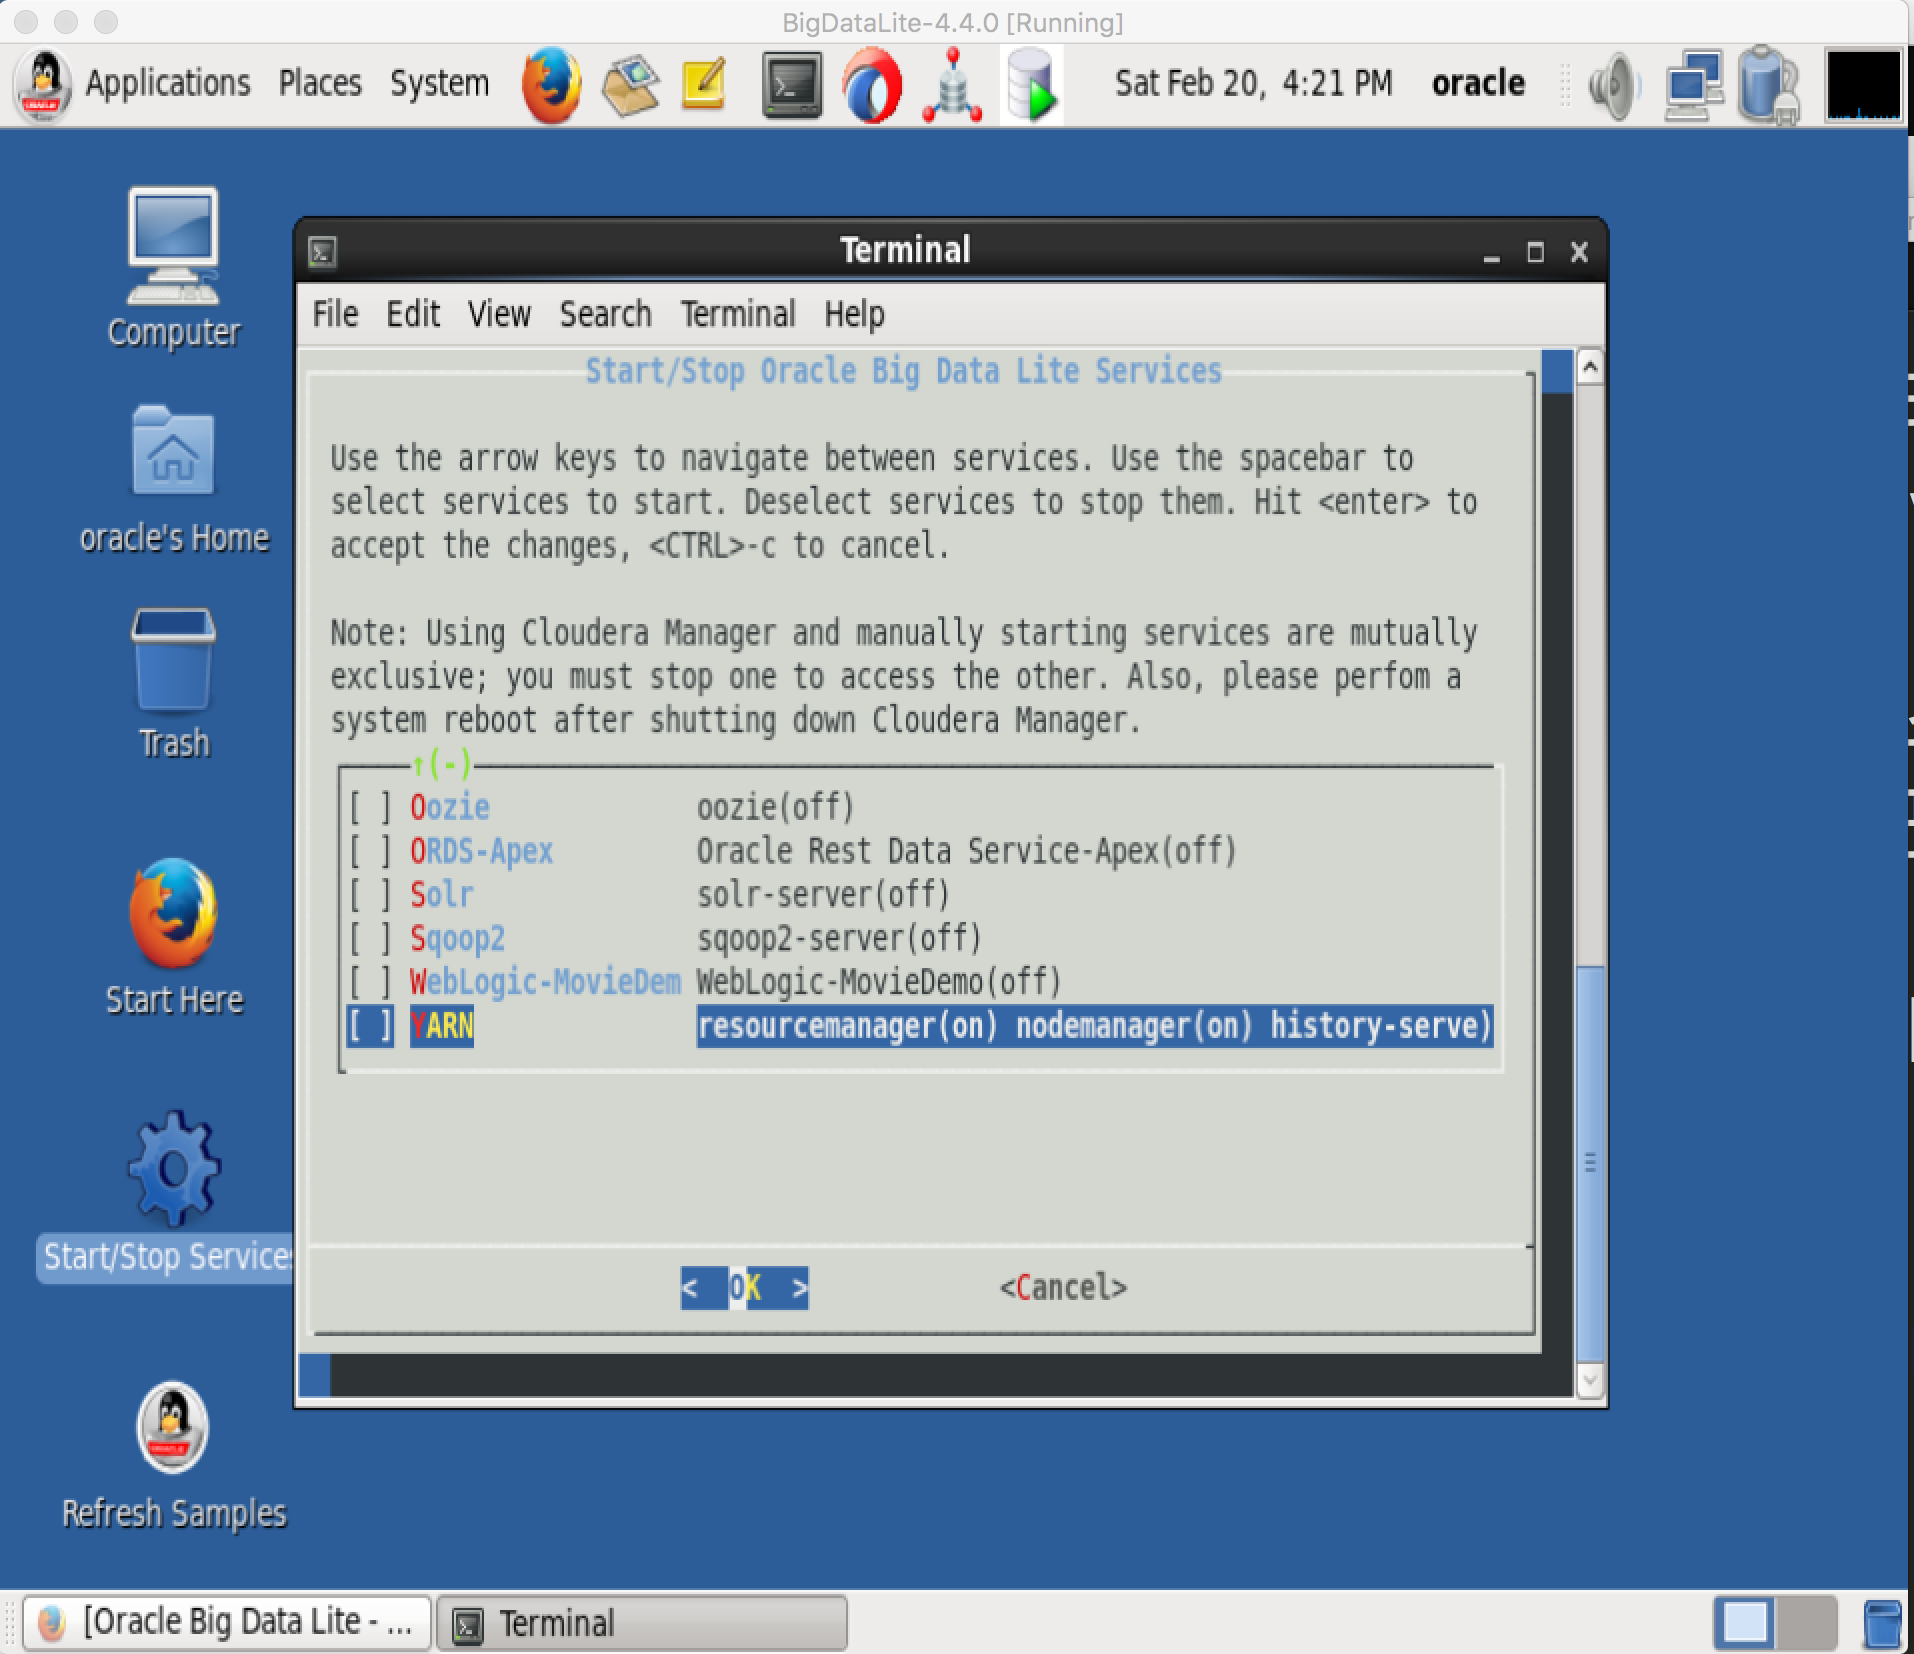 BigDataLite-4.4.0 [Running]
Applications Places System Sat Feb 20, 4:21 PM oracle
Computer
oracle's Home
Trash
Start Here
Start/Stop Services
Refresh Samples
Terminal
File Edit View Search Terminal Help
Start/Stop Oracle Big Data Lite Services
Use the arrow keys to navigate between services. Use the spacebar to
select services to start. Deselect services to stop them. Hit <enter> to
accept the changes, <CTRL>-c to cancel.
Note: Using Cloudera Manager and manually starting services are mutually
exclusive; you must stop one to access the other. Also, please perfom a
system reboot after shutting down Cloudera Manager.
↑(-)
[ ] Oozie oozie(off)
[ ] ORDS-Apex Oracle Rest Data Service-Apex(off)
[ ] Solr solr-server(off)
[ ] Sqoop2 sqoop2-server(off)
[ ] WebLogic-MovieDem WebLogic-MovieDemo(off)
[ ] YARN resourcemanager(on) nodemanager(on) history-serve)
< OK > <Cancel>
[Oracle Big Data Lite - ... Terminal